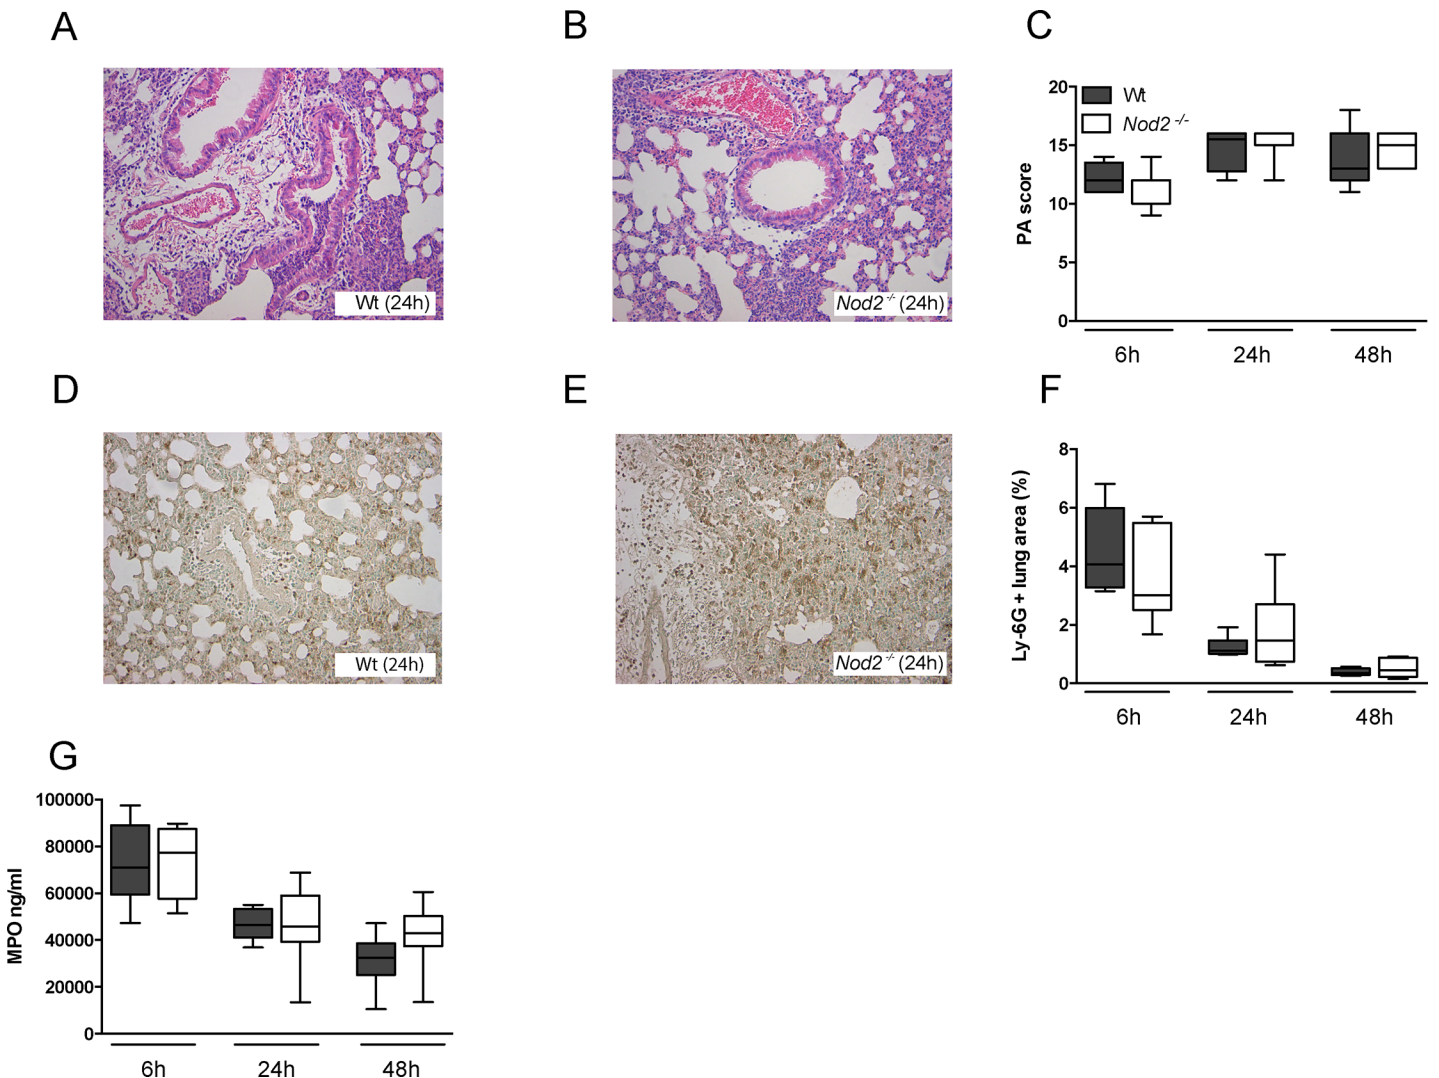 A
B
C
Wt (24h)
Nod2 -/- (24h)
PA score
20
15
10
5
0
Wt
Nod2 -/-
6h
24h
48h
D
E
F
Wt (24h)
Nod2 -/- (24h)
Ly-6G + lung area (%)
8
6
4
2
0
6h
24h
48h
G
MPO ng/ml
100000
80000
60000
40000
20000
0
6h
24h
48h